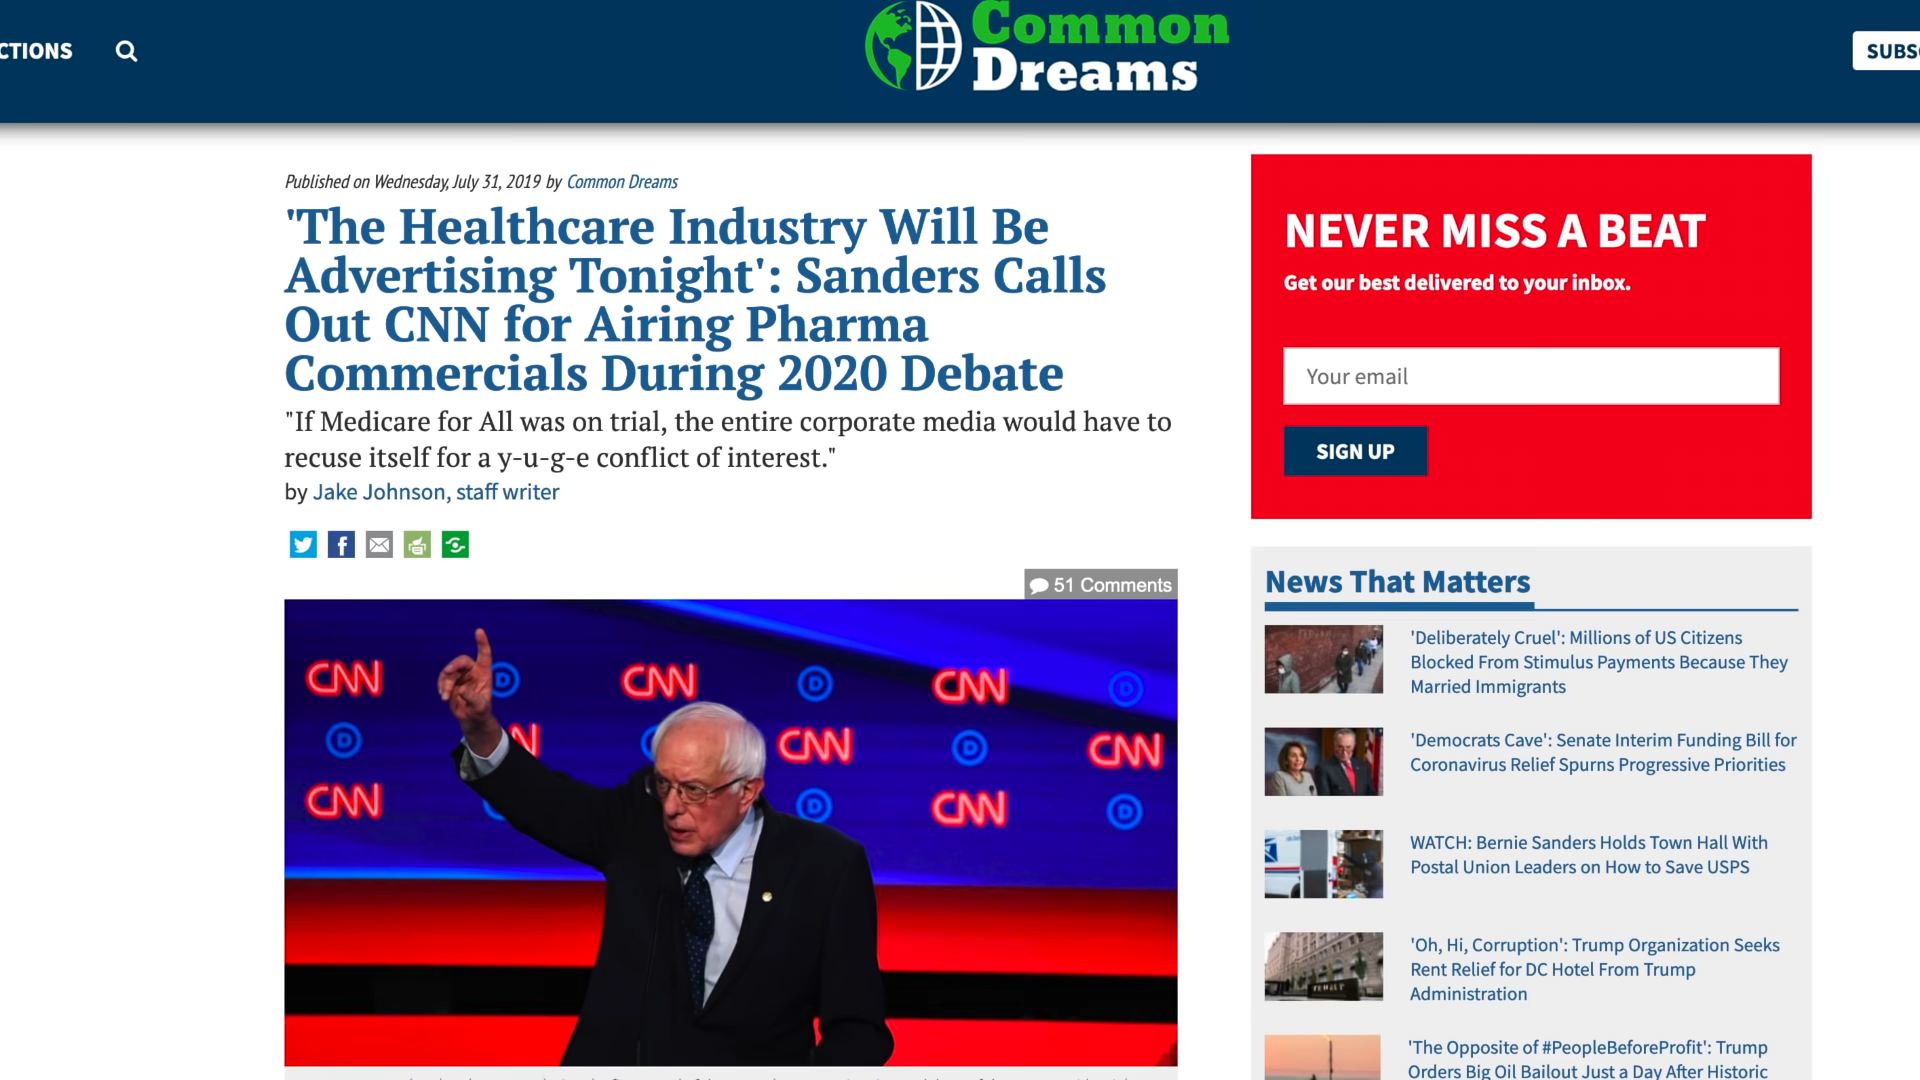 CTIONS
Common
Dreams
SUBS
Published on Wednesday, July 31, 2019 by Common Dreams
'The Healthcare Industry Will Be
Advertising Tonight': Sanders Calls
Out CNN for Airing Pharma
Commercials During 2020 Debate
"If Medicare for All was on trial, the entire corporate media would have to
recuse itself for a y-u-g-e conflict of interest."
by Jake Johnson, staff writer
51 Comments
CNN D CNN D CNN D
D N CNN D CNN
CNN D CNN D
NEVER MISS A BEAT
Get our best delivered to your inbox.
Your email
SIGN UP
News That Matters
'Deliberately Cruel': Millions of US Citizens
Blocked From Stimulus Payments Because They
Married Immigrants
'Democrats Cave': Senate Interim Funding Bill for
Coronavirus Relief Spurns Progressive Priorities
WATCH: Bernie Sanders Holds Town Hall With
Postal Union Leaders on How to Save USPS
'Oh, Hi, Corruption': Trump Organization Seeks
Rent Relief for DC Hotel From Trump
Administration
'The Opposite of #PeopleBeforeProfit': Trump
Orders Big Oil Bailout Just a Day After Historic